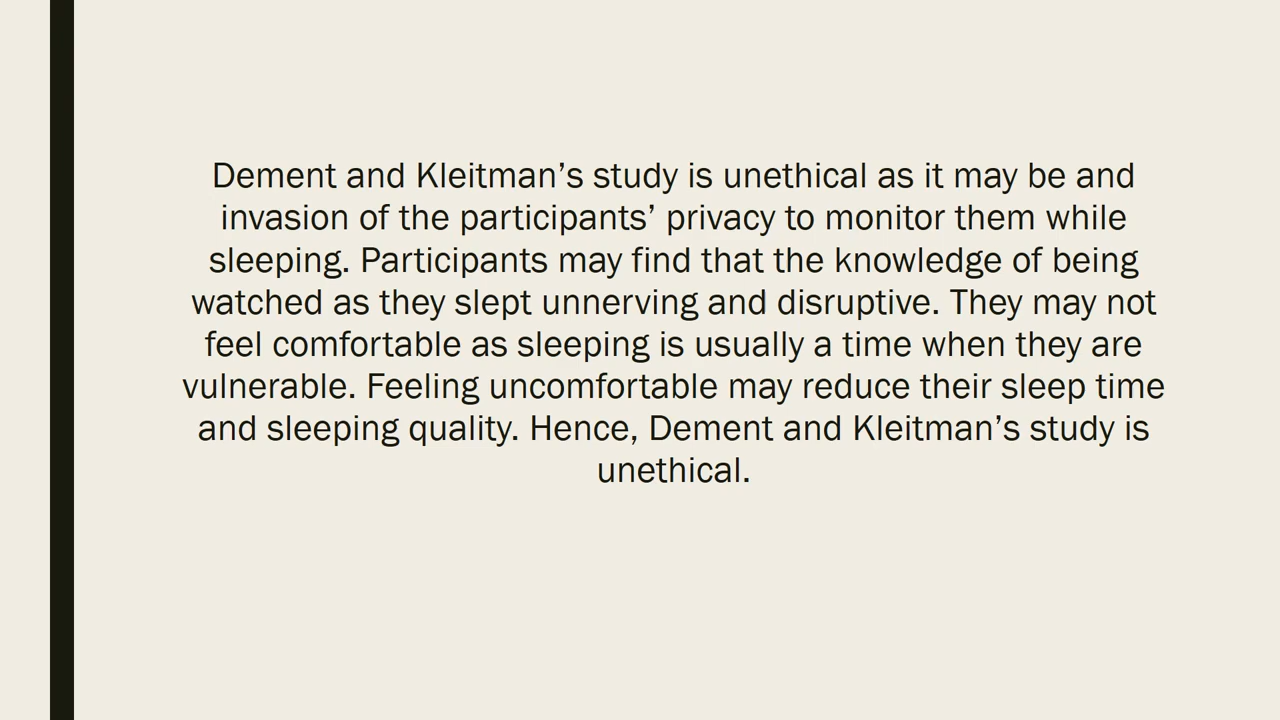 Dement and Kleitman’s study is unethical as it may be and
invasion of the participants’ privacy to monitor them while
sleeping. Participants may find that the knowledge of being
watched as they slept unnerving and disruptive. They may not
feel comfortable as sleeping is usually a time when they are
vulnerable. Feeling uncomfortable may reduce their sleep time
and sleeping quality. Hence, Dement and Kleitman’s study is
unethical.